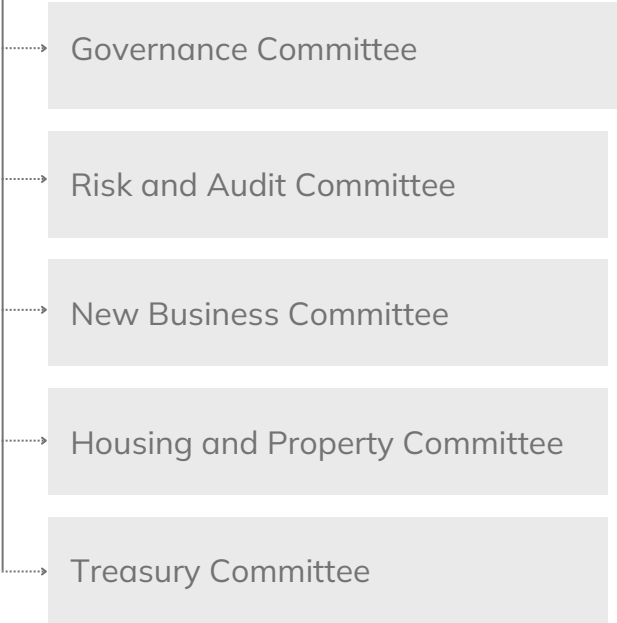 Governance Committee
Risk and Audit Committee
New Business Committee
Housing and Property Committee
Treasury Committee